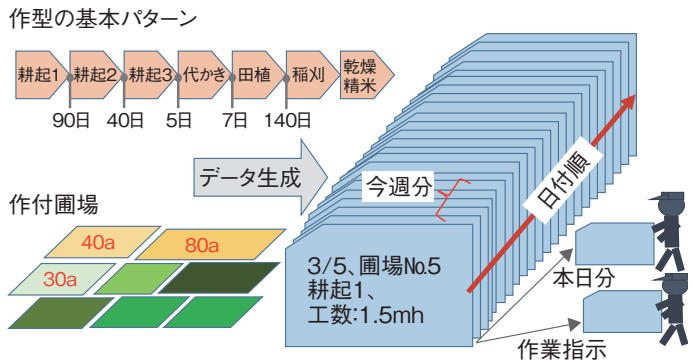 作型の基本パターン
耕起1
耕起2
耕起3
代かき
田植
稲刈
乾燥
精米
90日
40日
5日
7日
140日
データ生成
今週分
日付順
作付圃場
40a
80a
30a
3/5、圃場No.5
耕起1、
工数:1.5mh
本日分
作業指示